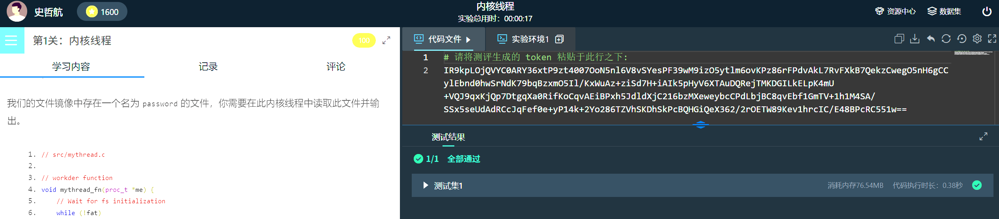 史哲航
1600
内核线程
实验总用时：00:00:17
资源中心
数据集
第1关：内核线程
100
学习内容
记录
评论
我们的文件镜像中存在一个名为 password 的文件，你需要在此内核线程中读取此文件并输
出。
1. // src/mythread.c
2.
3. // workder function
4. void mythread_fn(proc_t *me) {
5.     // Wait for fs initialization
6.     while (!fat)
代码文件
实验环境1
1 # 请将测评生成的 token 粘贴于此行之下：
2 IR9kpLOjQVYC0ARY36xtP9zt4007OoN5nl6V8vSYesPF39wM9izO5ytlm6ovKPz86rFPdvAkL7RvFXkB7QekzCwegO5nH6gCC
ylEbnd0hwSrNdK79bqBzxmO5Il/KxWuAz+ziSd7H+iAIk5pHyV6XTAuDQRejTMKDGILkELpK4mU
+VQJ9qxKjQp7DtgqXa0RifKoCqvAEiBPxh5JdldXjC216bzMXeweybcCPdLbjBC8qvEbf1GmTV+1h1M4SA/
SSx5seUdAdRCcJqFef0e+yP14k+2Yo286TZVhSKDhSkPcBQHGiQeX362/2rOETW89Kev1hrcIC/E48BPcRC551w==
测试结果
1/1 全部通过
测试集1
消耗内存76.54MB
代码执行时长：0.38秒